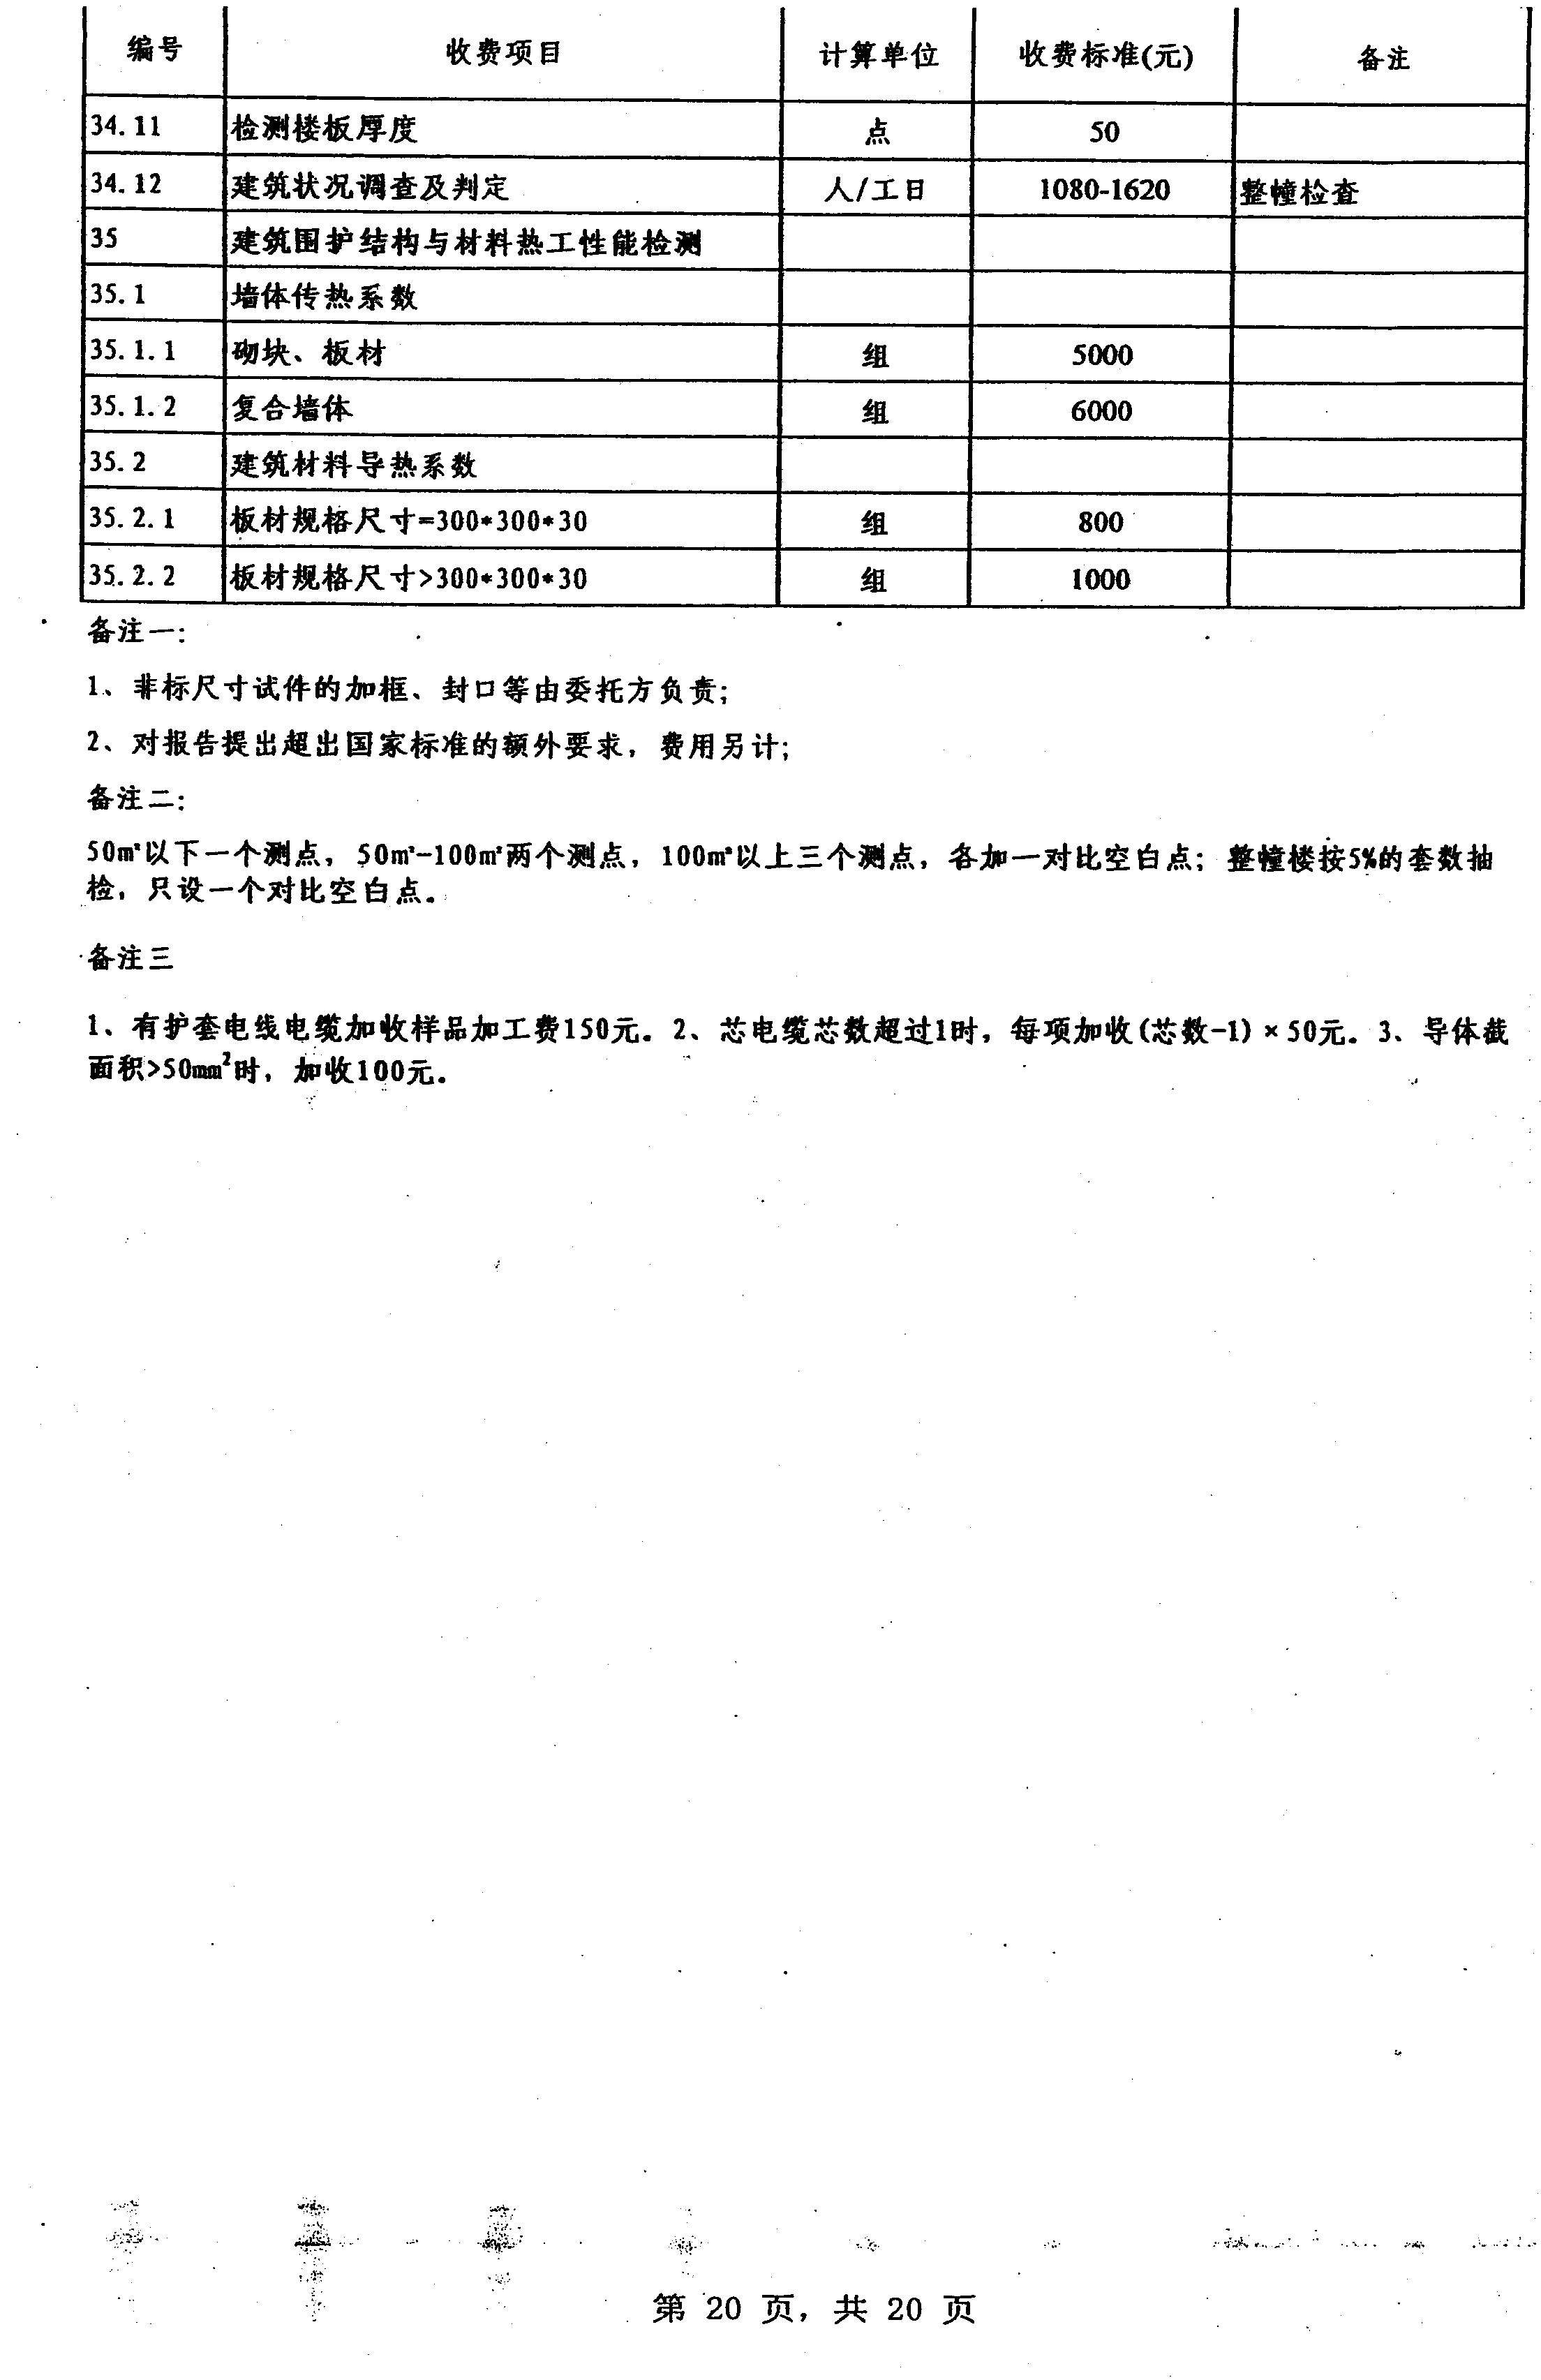 编号 收费项目 计算单位 收费标准(元) 备注
34.11 检测楼板厚度 点 50
34.12 建筑状况调查及判定 人/工日 1080-1620 整幢检查
35 建筑围护结构与材料热工性能检测
35.1 墙体传热系数
35.1.1 砌块、板材 组 5000
35.1.2 复合墙体 组 6000
35.2 建筑材料导热系数
35.2.1 板材规格尺寸=300*300*30 组 800
35.2.2 板材规格尺寸>300*300*30 组 1000
备注一:
1、非标尺寸试件的加框、封口等由委托方负责;
2、对报告提出超出国家标准的额外要求，费用另计;
备注二:
50㎡以下一个测点，50㎡-100㎡两个测点，100㎡以上三个测点，各加一对比空白点；整幢楼按5%的套数抽
检，只设一个对比空白点。
备注三
1、有护套电线电缆加收样品加工费150元。2、芯电缆芯数超过1时，每项加收(芯数-1)×50元。3、导体截
面积>50mm²时，加收100元。
第 20 页，共 20 页